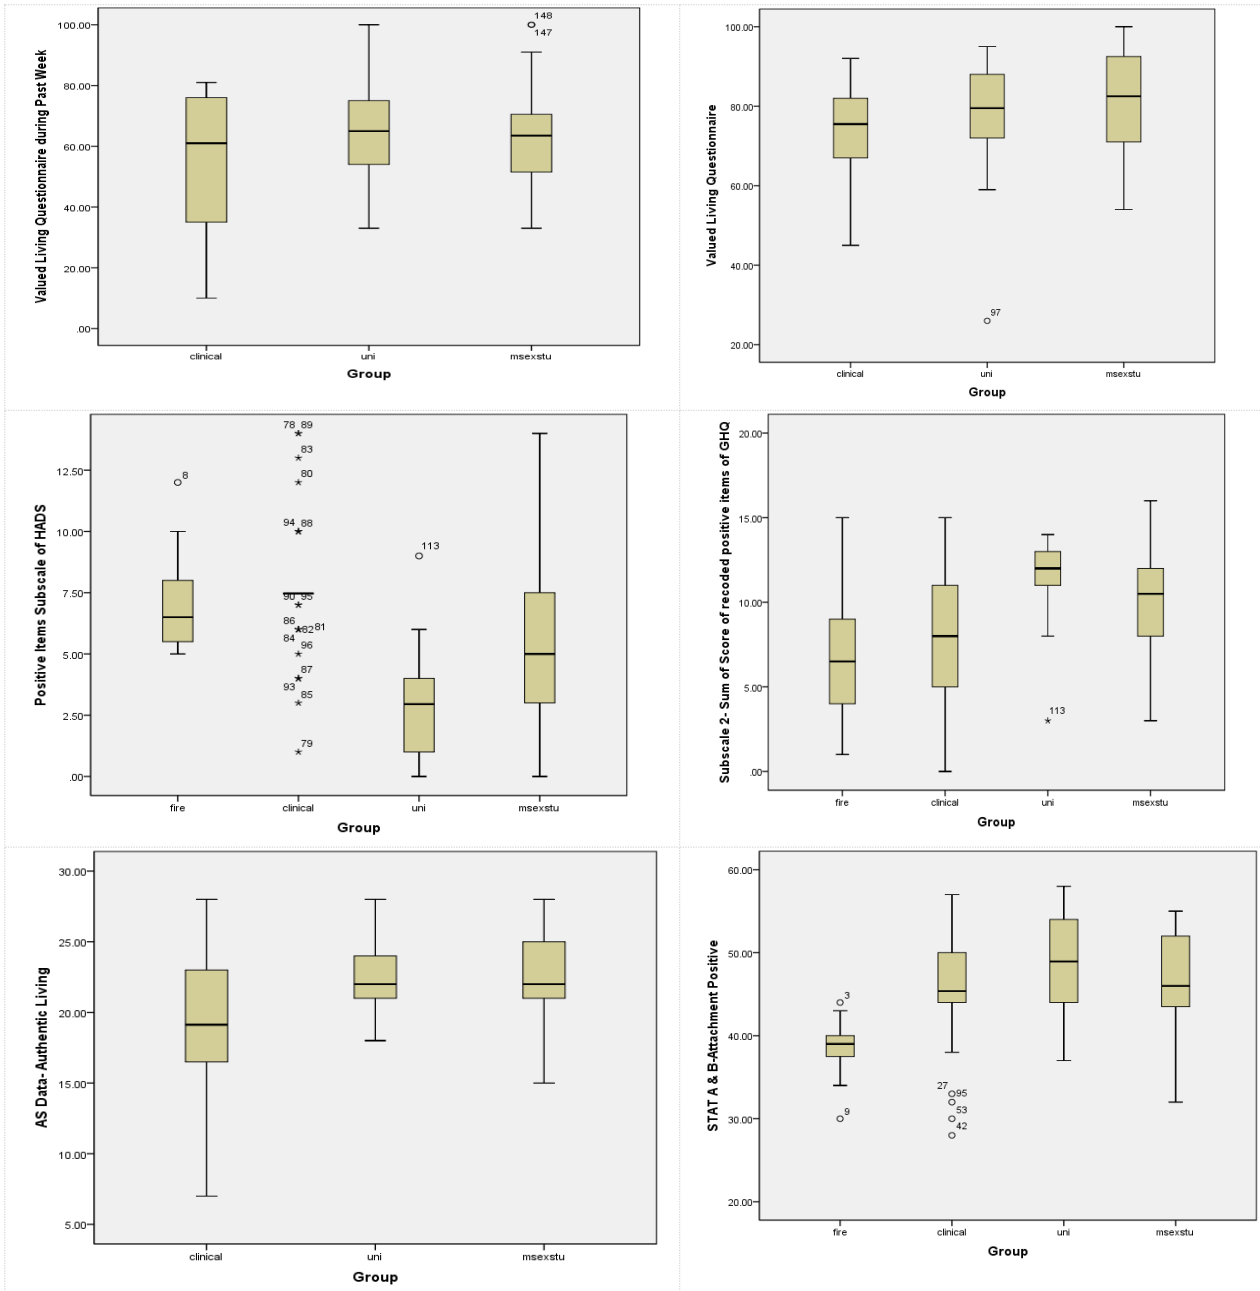 Valued Living Questionnaire during Past Week
100.00
80.00
60.00
40.00
20.00
.00
148
147
clinical uni msexstu
Group
Valued Living Questionnaire
100.00
80.00
60.00
40.00
20.00
97
clinical uni msexstu
Group
Positive Items Subscale of HADS
12.50
10.00
7.50
5.00
2.50
.00
8
78 89
83
80
94 88
90 95
86 82 81
84
96
87
93
85
79
113
fire clinical uni msexstu
Group
Subscale 2- Sum of Score of recoded positive items of GHQ
20.00
15.00
10.00
5.00
.00
113
fire clinical uni msexstu
Group
AS Data- Authentic Living
30.00
25.00
20.00
15.00
10.00
5.00
clinical uni msexstu
Group
STAT A & B-Attachment Positive
60.00
50.00
40.00
30.00
20.00
3
9
27 95
53
42
fire clinical uni msexstu
Group